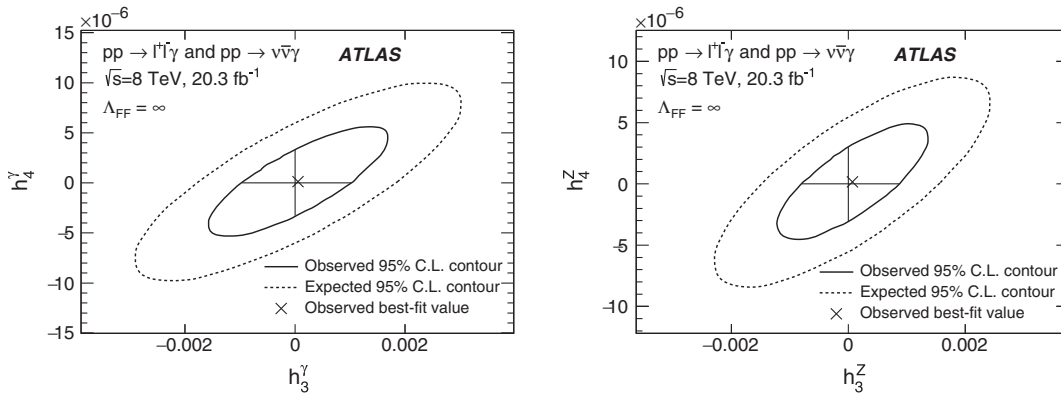 ×10⁻⁶
15
10
5
0
−5
−10
−15
h₄^γ
pp → l⁺l⁻γ and pp → νν̄γ
ATLAS
√s=8 TeV, 20.3 fb⁻¹
Λ_FF = ∞
Observed 95% C.L. contour
Expected 95% C.L. contour
Observed best-fit value
−0.002
0
0.002
h₃^γ
×10⁻⁶
10
5
0
−5
−10
h₄^Z
pp → l⁺l⁻γ and pp → νν̄γ
ATLAS
√s=8 TeV, 20.3 fb⁻¹
Λ_FF = ∞
Observed 95% C.L. contour
Expected 95% C.L. contour
Observed best-fit value
−0.002
0
0.002
h₃^Z